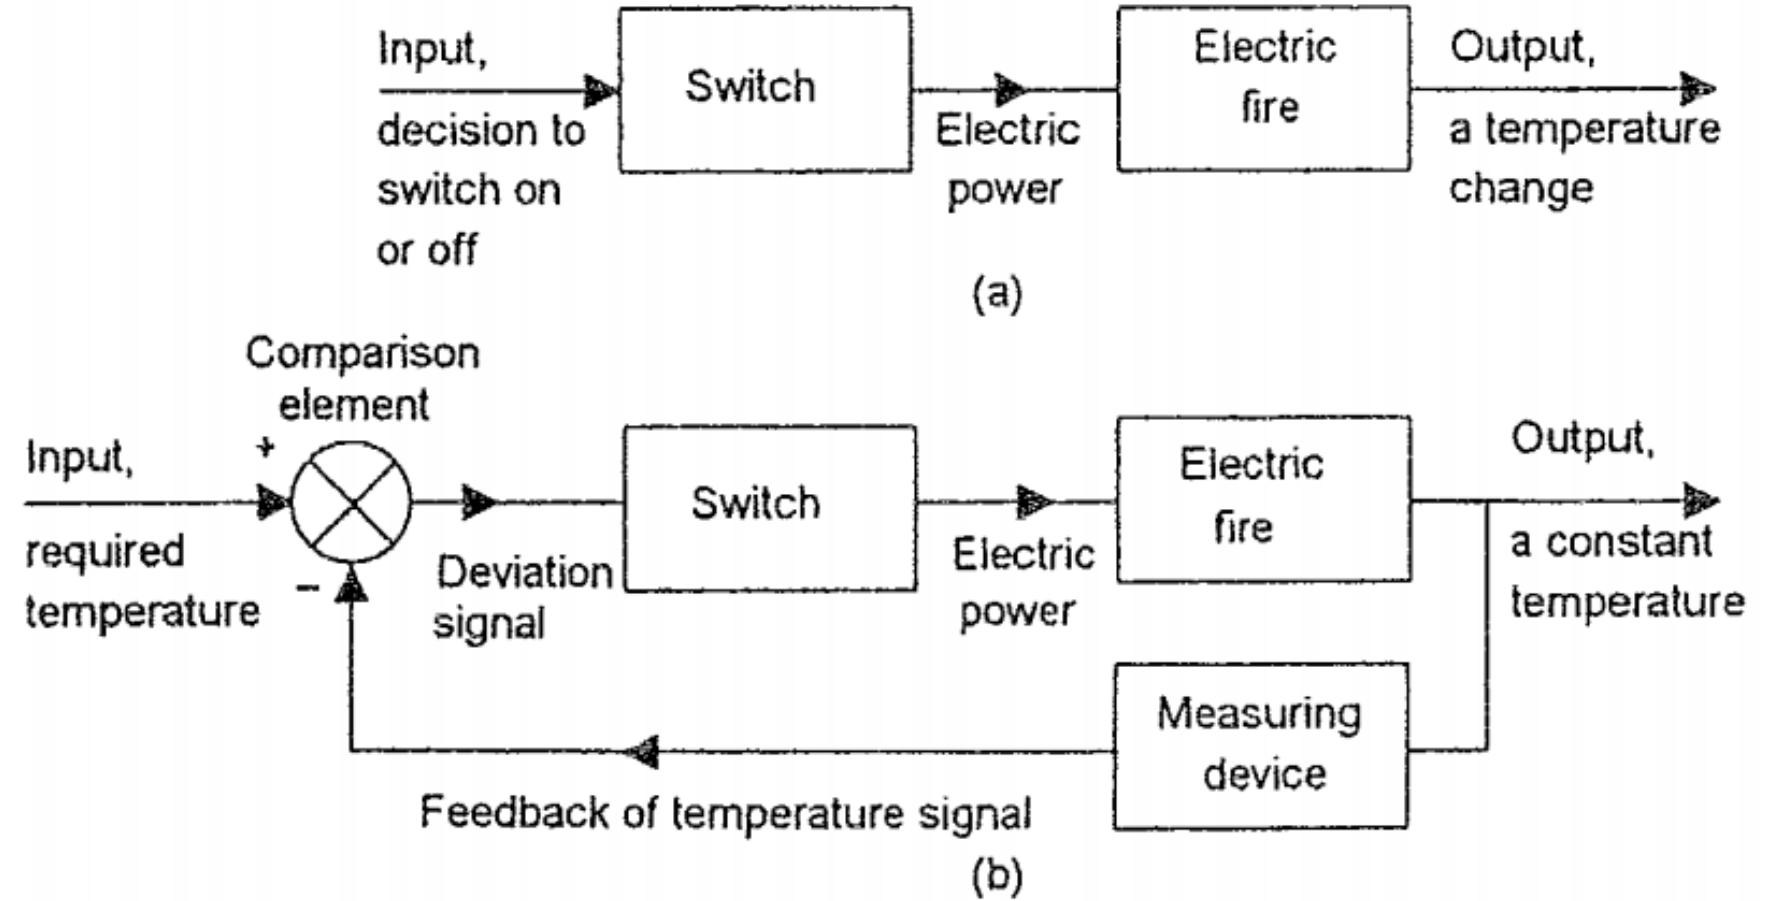 Input,
decision to
switch on
or off
Switch
Electric
power
Electric
fire
Output,
a temperature
change
(a)
Comparison
element
+
Input,
required
temperature
−
Deviation
signal
Switch
Electric
power
Electric
fire
Output,
a constant
temperature
Measuring
device
Feedback of temperature signal
(b)